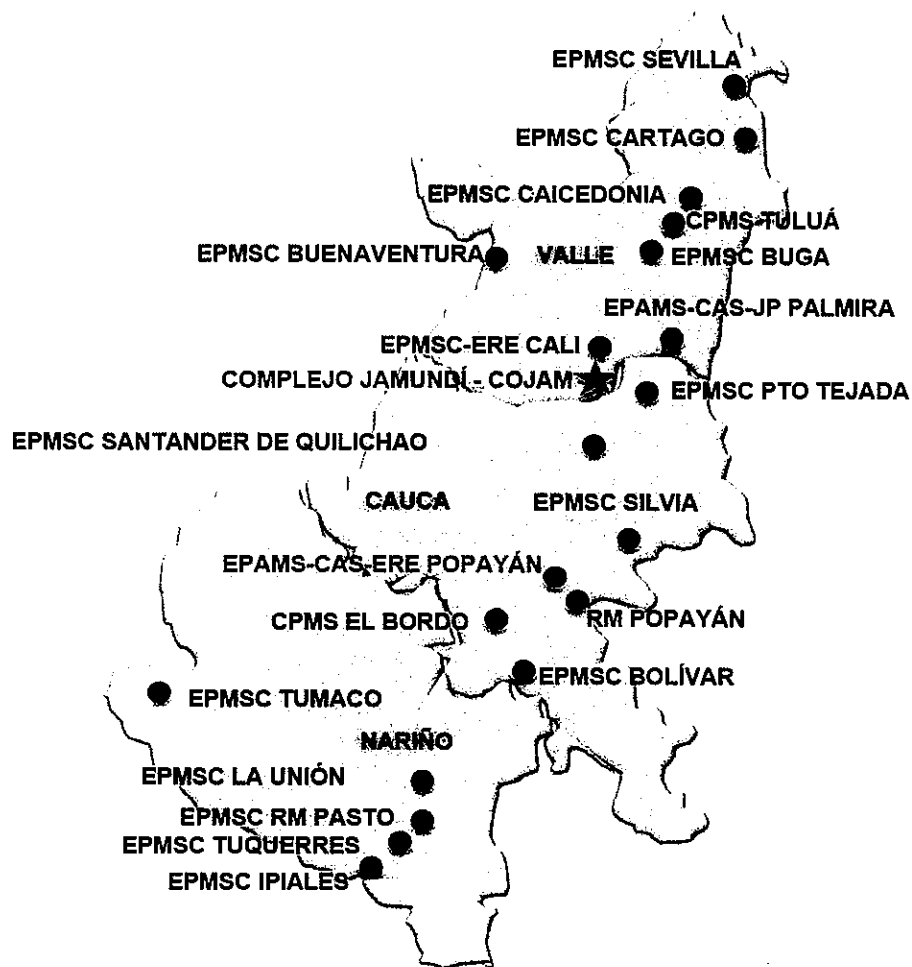 EPMSC SEVILLA
EPMSC CARTAGO
EPMSC CAICEDONIA
CPMS-TULUÁ
EPMSC BUENAVENTURA
VALLE
EPMSC BUGA
EPAMS-CAS-JP PALMIRA
EPMSC-ERE CALI
COMPLEJO JAMUNDÍ - COJAM
EPMSC PTO TEJADA
EPMSC SANTANDER DE QUILICHAO
CAUCA
EPMSC SILVIA
EPAMS-CAS-ERE POPAYÁN
CPMS EL BORDO
RM POPAYÁN
EPMSC BOLÍVAR
EPMSC TUMACO
NARIÑO
EPMSC LA UNIÓN
EPMSC RM PASTO
EPMSC TUQUERRES
EPMSC IPIALES